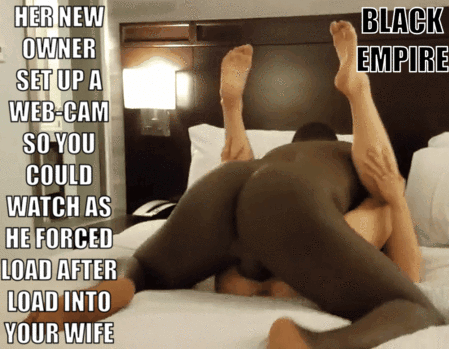 HER NEW
OWNER
SET UP A
WEB-CAM
SO YOU
COULD
WATCH AS
HE FORCED
LOAD AFTER
LOAD INTO
YOUR WIFE
BLACK
EMPIRE